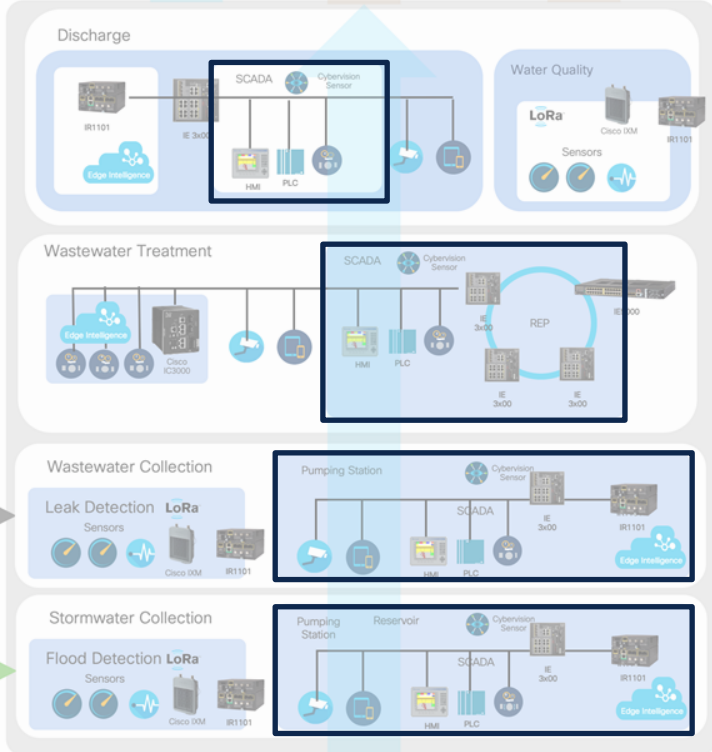 Discharge
SCADA
Cybervision
Sensor
IR1101
IE 3x00
Edge Intelligence
HMI
PLC
Water Quality
LoRa
Cisco IXM
IR1101
Sensors
Wastewater Treatment
SCADA
Cybervision
Sensor
Edge Intelligence
Cisco
IC3000
HMI
PLC
IE
3x00
REP
IE
3x00
IE
3x00
Wastewater Collection
Leak Detection
LoRa
Sensors
Cisco IXM
IR1101
Pumping Station
Cybervision
Sensor
SCADA
IE
3x00
IR1101
HMI
PLC
Edge Intelligence
Stormwater Collection
Flood Detection
LoRa
Sensors
Cisco IXM
IR1101
Pumping
Station
Reservoir
Cybervision
Sensor
SCADA
IE
3x00
IR1101
HMI
PLC
Edge Intelligence